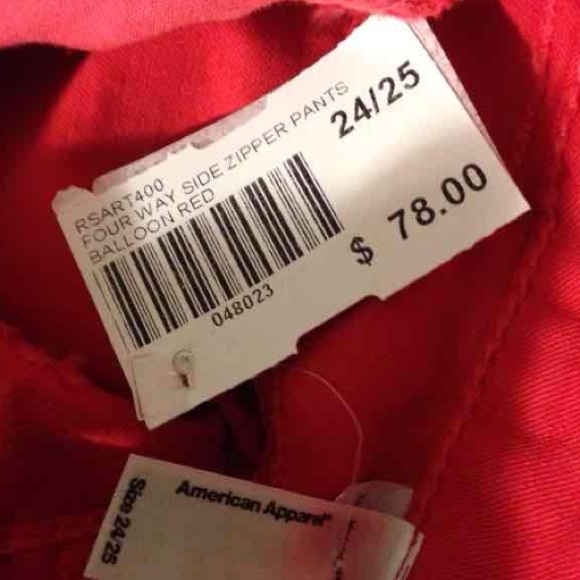 RSART400
FOUR WAY SIDE ZIPPER PANTS
BALLOON RED
24/25
048023
$ 78.00
American Apparel®
Size 24/25